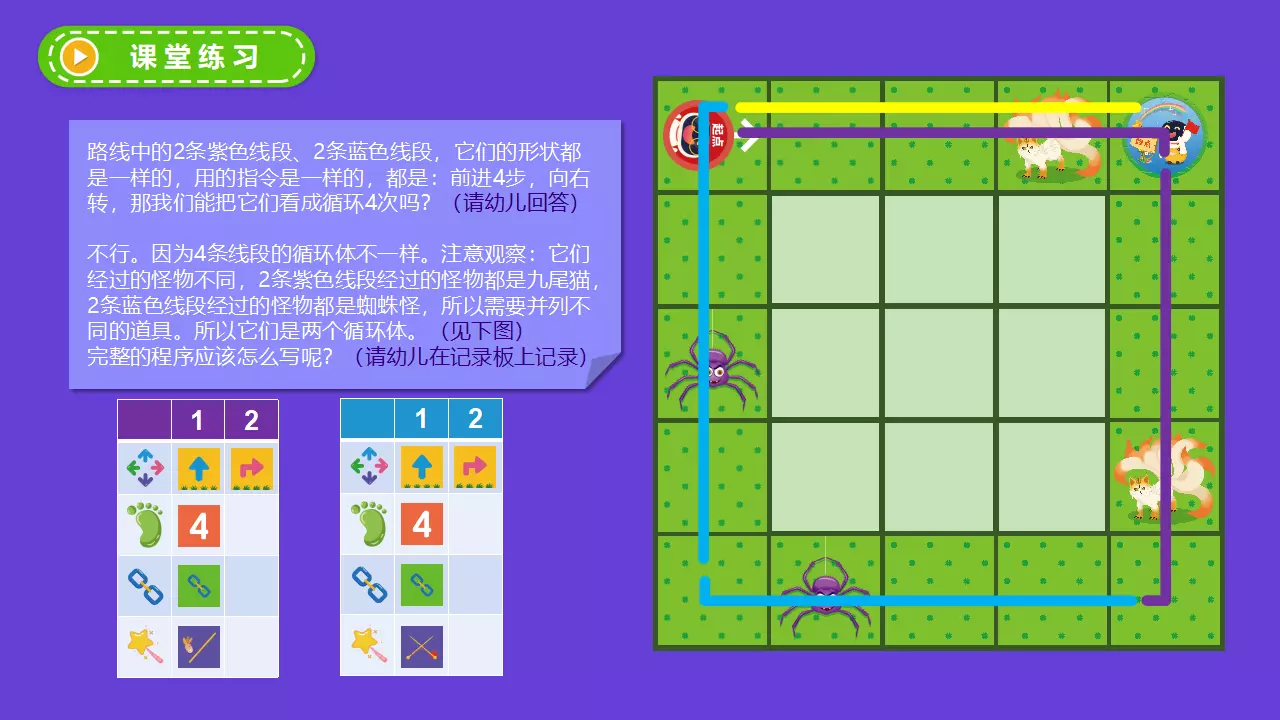 课堂练习
路线中的2条紫色线段、2条蓝色线段，它们的形状都
是一样的，用的指令是一样的，都是：前进4步，向右
转，那我们能把它们看成循环4次吗？（请幼儿回答）
不行。因为4条线段的循环体不一样。注意观察：它们
经过的怪物不同，2条紫色线段经过的怪物都是九尾猫，
2条蓝色线段经过的怪物都是蜘蛛怪，所以需要并列不
同的道具。所以它们是两个循环体。（见下图）
完整的程序应该怎么写呢？（请幼儿在记录板上记录）
1 2
4
1 2
4
起点
终点